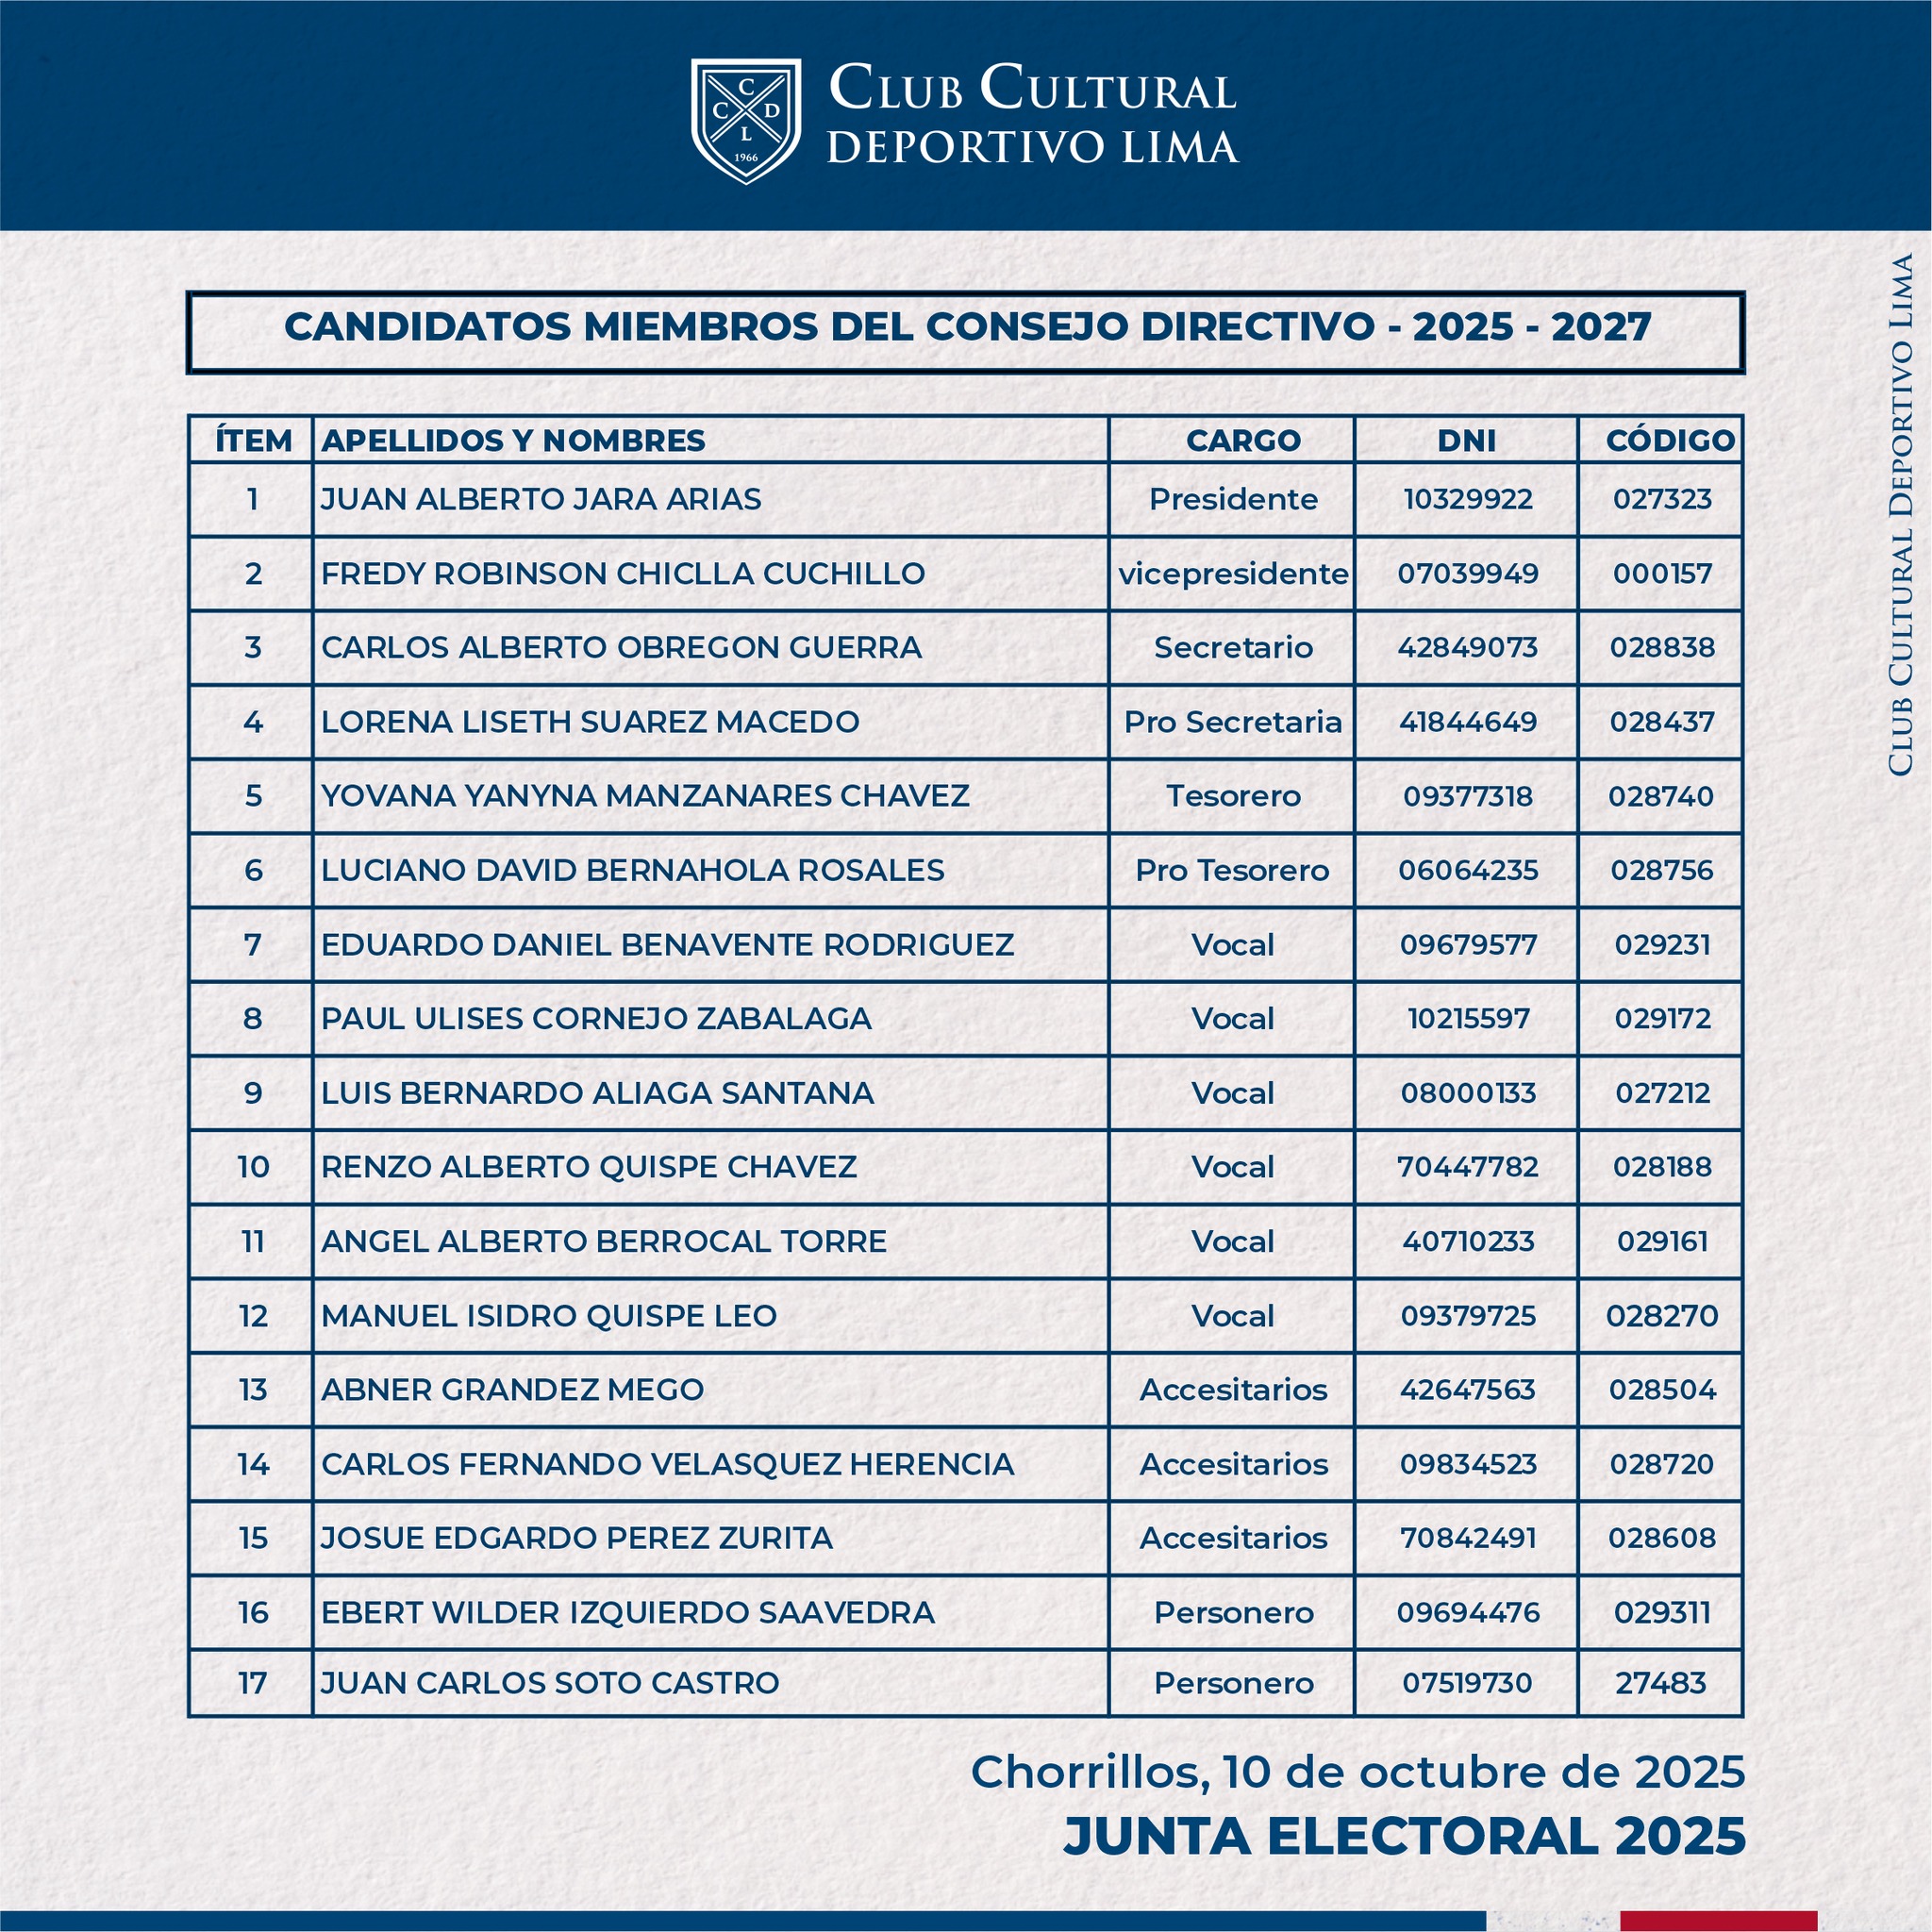 C
C D
L
1966
CLUB CULTURAL
DEPORTIVO LIMA
CLUB CULTURAL DEPORTIVO LIMA
CANDIDATOS MIEMBROS DEL CONSEJO DIRECTIVO - 2025 - 2027
ÍTEM APELLIDOS Y NOMBRES CARGO DNI CÓDIGO
1 JUAN ALBERTO JARA ARIAS Presidente 10329922 027323
2 FREDY ROBINSON CHICLLA CUCHILLO vicepresidente 07039949 000157
3 CARLOS ALBERTO OBREGON GUERRA Secretario 42849073 028838
4 LORENA LISETH SUAREZ MACEDO Pro Secretaria 41844649 028437
5 YOVANA YANYNA MANZANARES CHAVEZ Tesorero 09377318 028740
6 LUCIANO DAVID BERNAHOLA ROSALES Pro Tesorero 06064235 028756
7 EDUARDO DANIEL BENAVENTE RODRIGUEZ Vocal 09679577 029231
8 PAUL ULISES CORNEJO ZABALAGA Vocal 10215597 029172
9 LUIS BERNARDO ALIAGA SANTANA Vocal 08000133 027212
10 RENZO ALBERTO QUISPE CHAVEZ Vocal 70447782 028188
11 ANGEL ALBERTO BERROCAL TORRE Vocal 40710233 029161
12 MANUEL ISIDRO QUISPE LEO Vocal 09379725 028270
13 ABNER GRANDEZ MEGO Accesitarios 42647563 028504
14 CARLOS FERNANDO VELASQUEZ HERENCIA Accesitarios 09834523 028720
15 JOSUE EDGARDO PEREZ ZURITA Accesitarios 70842491 028608
16 EBERT WILDER IZQUIERDO SAAVEDRA Personero 09694476 029311
17 JUAN CARLOS SOTO CASTRO Personero 07519730 27483
Chorrillos, 10 de octubre de 2025
JUNTA ELECTORAL 2025